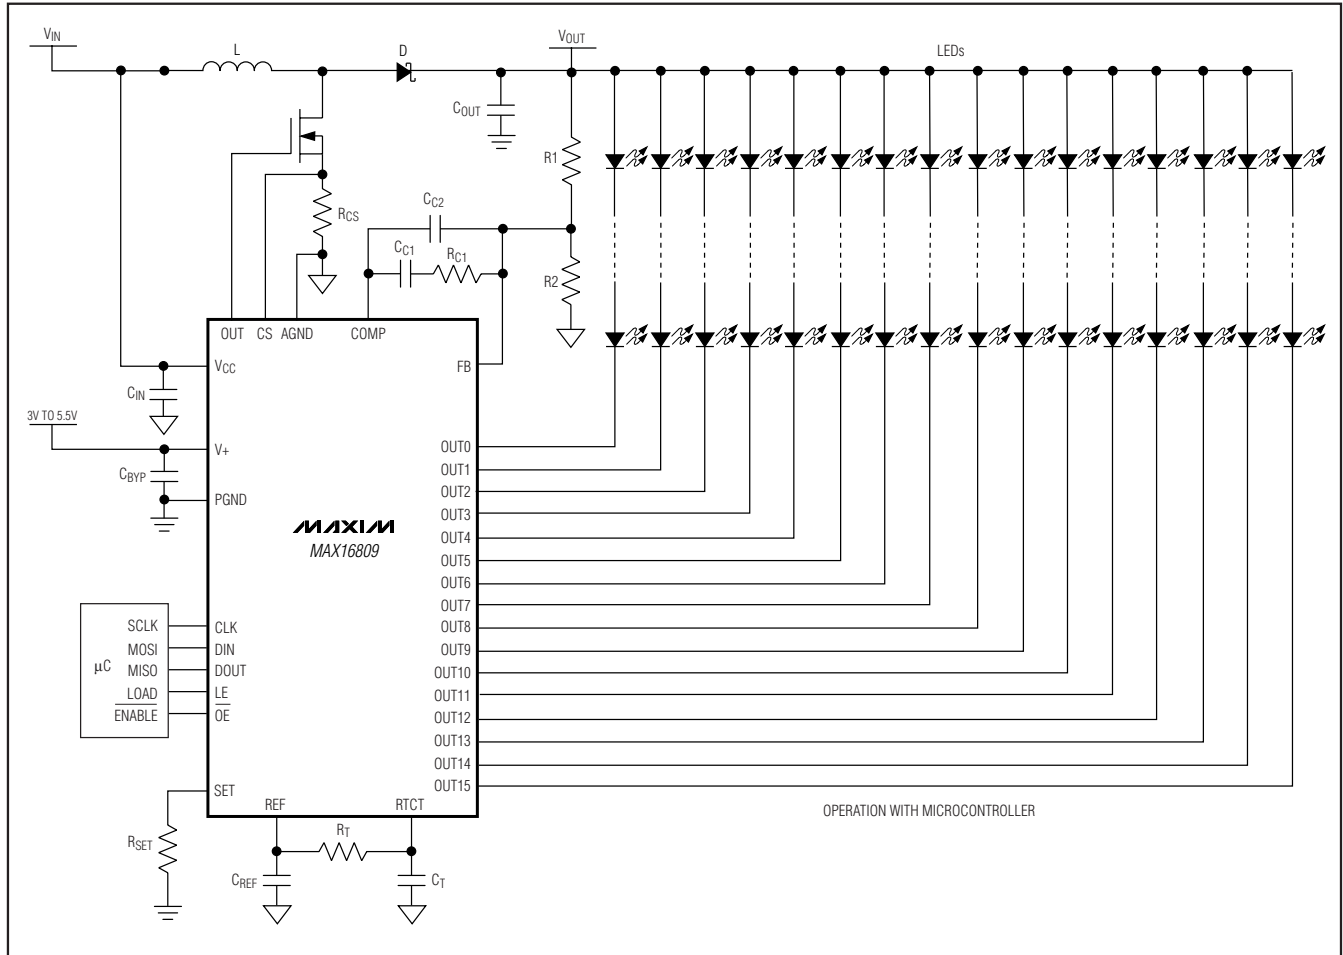 VIN
L
D
VOUT
LEDs
COUT
R1
RCS
CC2
CC1
RC1
R2
OUT
CS
AGND
COMP
FB
VCC
CIN
3V TO 5.5V
V+
CBYP
PGND
MAXIM
MAX16809
OUT0
OUT1
OUT2
OUT3
OUT4
OUT5
OUT6
OUT7
OUT8
OUT9
OUT10
OUT11
OUT12
OUT13
OUT14
OUT15
µC
SCLK
CLK
MOSI
DIN
MISO
DOUT
LOAD
LE
ENABLE
OE
SET
REF
RTCT
RSET
RT
CREF
CT
OPERATION WITH MICROCONTROLLER